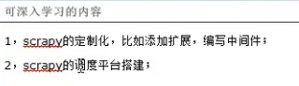 可深入学习的内容
1，scrapy的定制化，比如添加扩展，编写中间件；
2，scrapy的调度平台搭建；